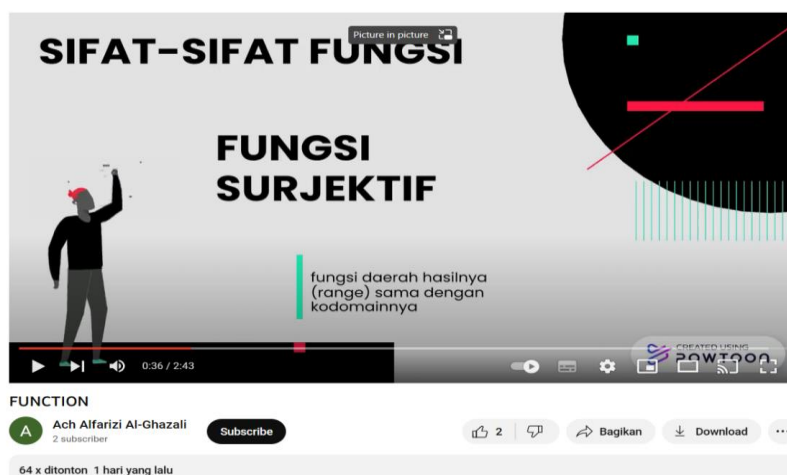 Picture in picture
SIFAT-SIFAT FUNGSI
FUNGSI
SURJEKTIF
fungsi daerah hasilnya
(range) sama dengan
kodomainnya
CREATED USING
POWTOON
0:36 / 2:43
FUNCTION
A
Ach Alfarizi Al-Ghazali
2 subscriber
Subscribe
2
Bagikan
Download
64 x ditonton 1 hari yang lalu